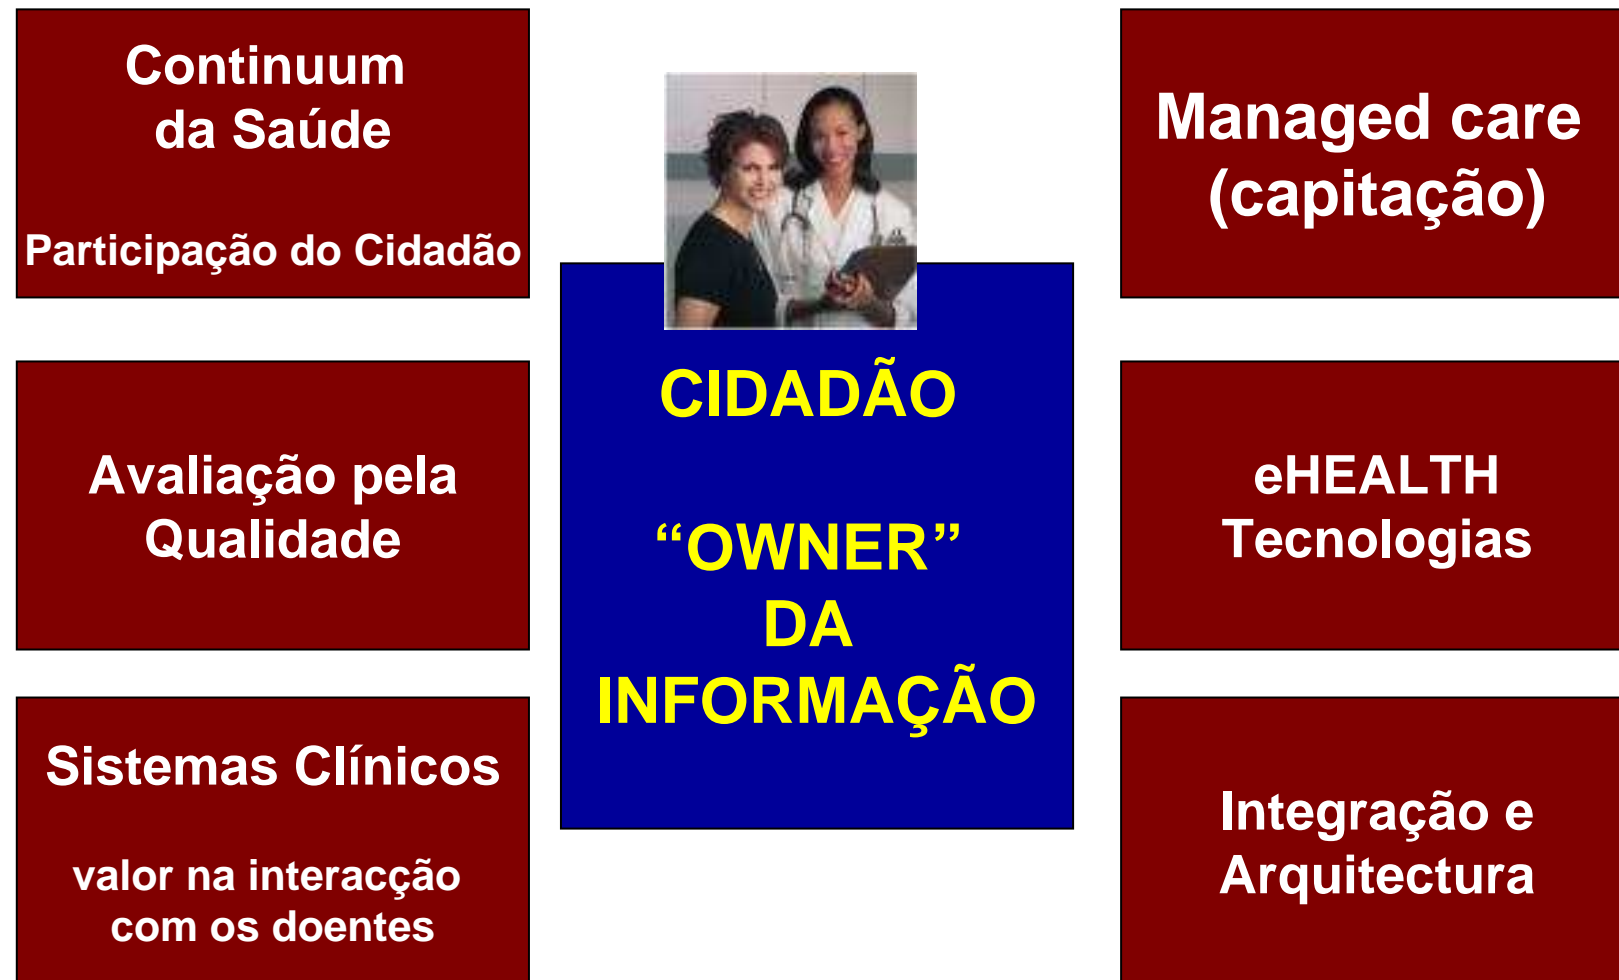 Continuum
da Saúde
Participação do Cidadão
Avaliação pela
Qualidade
Sistemas Clínicos
valor na interacção
com os doentes
CIDADÃO
“OWNER”
DA
INFORMAÇÃO
Managed care
(capitação)
eHEALTH
Tecnologias
Integração e
Arquitectura